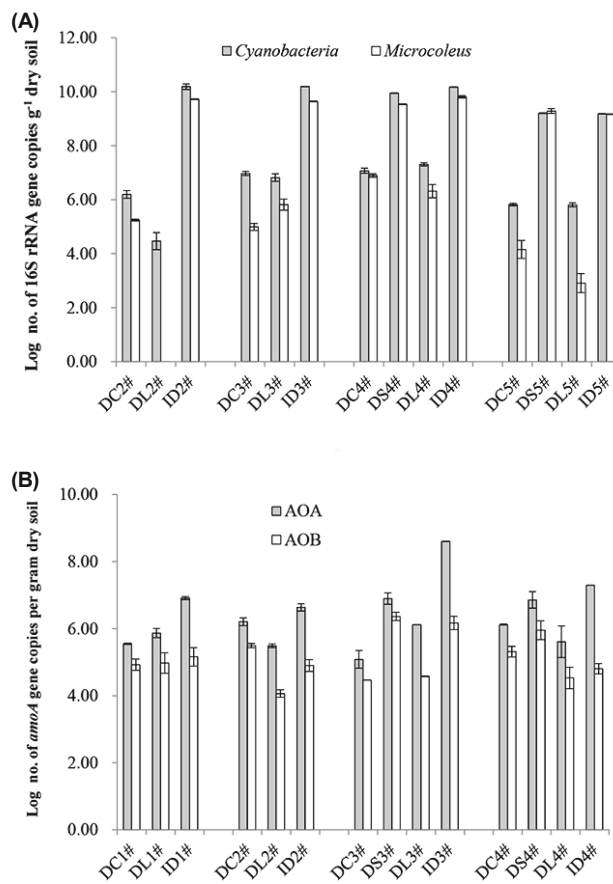 (A)
12.00
Cyanobacteria Microcoleus
10.00
8.00
6.00
4.00
2.00
0.00
Log no. of 16S rRNA gene copies g⁻¹ dry soil
DC2# DL2# ID2# DC3# DL3# ID3# DC4# DS4# DL4# ID4# DC5# DS5# DL5# ID5#
(B)
10.00
AOA
AOB
8.00
6.00
4.00
2.00
0.00
Log no. of amoA gene copies per gram dry soil
DC1# DL1# ID1# DC2# DL2# ID2# DC3# DS3# DL3# ID3# DC4# DS4# DL4# ID4#